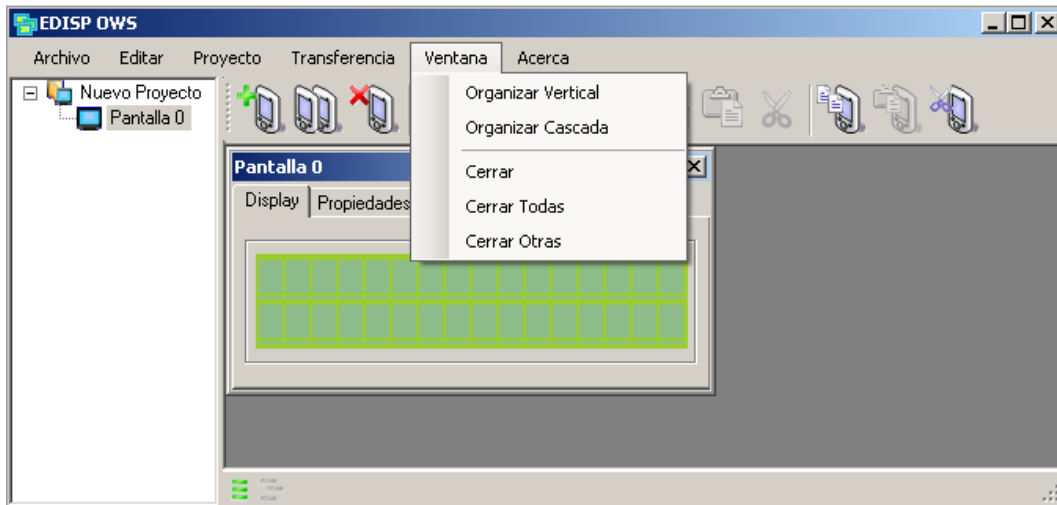 EDISP OWS
Archivo Editar Proyecto Transferencia Ventana Acerca
Nuevo Proyecto
Pantalla 0
Organizar Vertical
Organizar Cascada
Cerrar
Cerrar Todas
Cerrar Otras
Pantalla 0
Display Propiedades